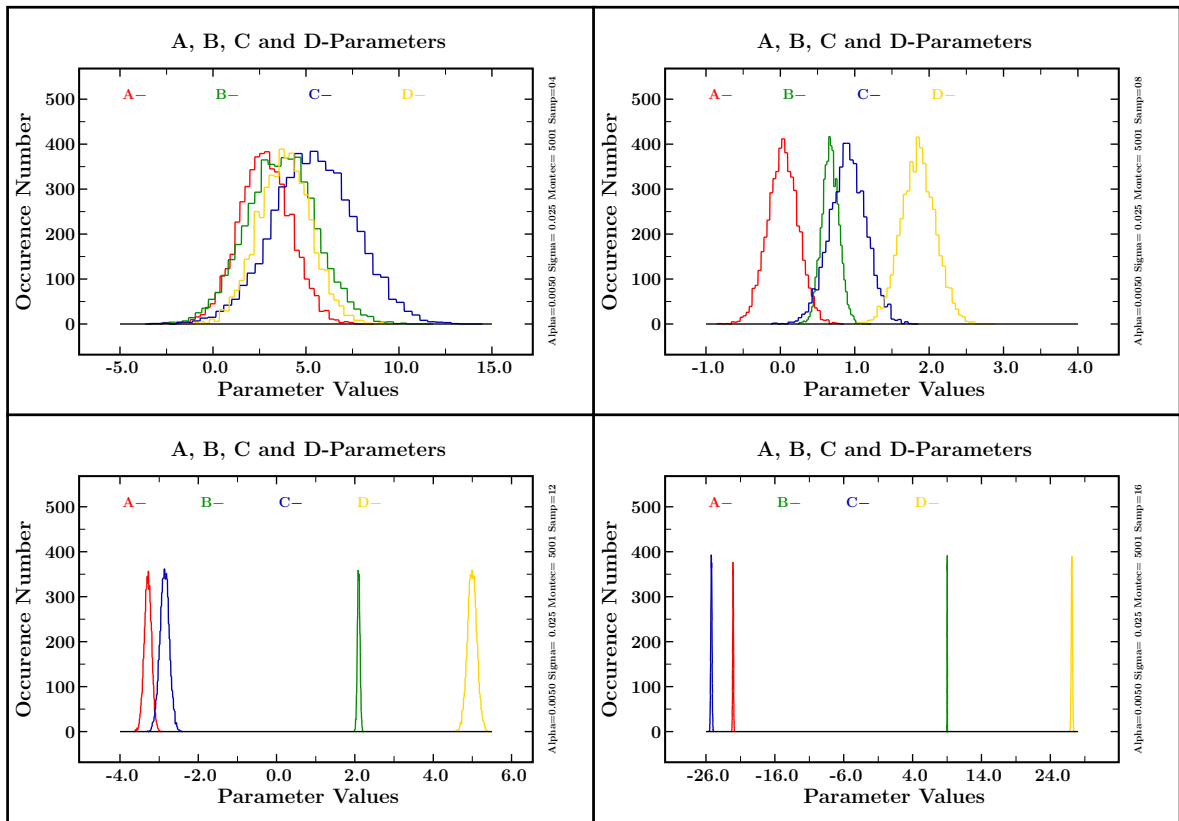 A, B, C and D-Parameters
A− B− C− D−
Occurence Number
500
400
300
200
100
0
-5.0 0.0 5.0 10.0 15.0
Parameter Values
Alpha=0.0050 Sigma= 0.025 Montec= 5001 Samp=04
A, B, C and D-Parameters
A− B− C− D−
Occurence Number
500
400
300
200
100
0
-1.0 0.0 1.0 2.0 3.0 4.0
Parameter Values
Alpha=0.0050 Sigma= 0.025 Montec= 5001 Samp=08
A, B, C and D-Parameters
A− B− C− D−
Occurence Number
500
400
300
200
100
0
-4.0 -2.0 0.0 2.0 4.0 6.0
Parameter Values
Alpha=0.0050 Sigma= 0.025 Montec= 5001 Samp=12
A, B, C and D-Parameters
A− B− C− D−
Occurence Number
500
400
300
200
100
0
-26.0 -16.0 -6.0 4.0 14.0 24.0
Parameter Values
Alpha=0.0050 Sigma= 0.025 Montec= 5001 Samp=16